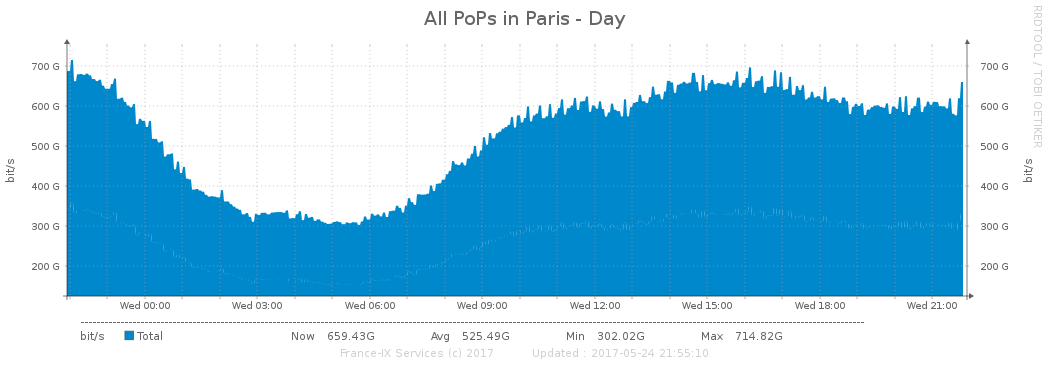 All PoPs in Paris - Day
RRDTOOL / TOBI OETIKER
bit/s
700 G
600 G
500 G
400 G
300 G
200 G
700 G
600 G
500 G
400 G
300 G
200 G
bit/s
Wed 00:00 Wed 03:00 Wed 06:00 Wed 09:00 Wed 12:00 Wed 15:00 Wed 18:00 Wed 21:00
bit/s Total Now 659.43G Avg 525.49G Min 302.02G Max 714.82G
France-IX Services (c) 2017 Updated : 2017-05-24 21:55:10